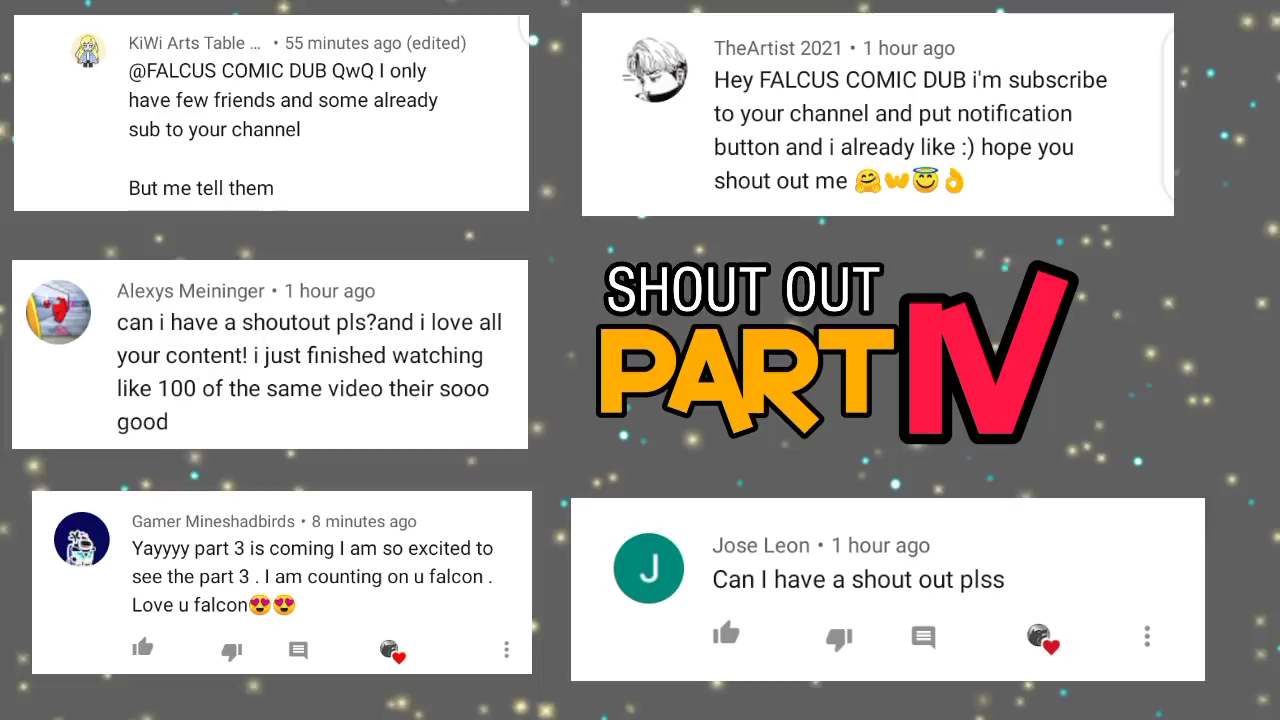 KiWi Arts Table ... • 55 minutes ago (edited)
@FALCUS COMIC DUB QwQ I only
have few friends and some already
sub to your channel
But me tell them
TheArtist 2021 • 1 hour ago
Hey FALCUS COMIC DUB i'm subscribe
to your channel and put notification
button and i already like :) hope you
shout out me 🤗👐😇👌
Alexys Meininger • 1 hour ago
can i have a shoutout pls?and i love all
your content! i just finished watching
like 100 of the same video their sooo
good
SHOUT OUT
PART IV
Gamer Mineshadbirds • 8 minutes ago
Yayyyy part 3 is coming I am so excited to
see the part 3 . I am counting on u falcon .
Love u falcon😍😍
J
Jose Leon • 1 hour ago
Can I have a shout out plss